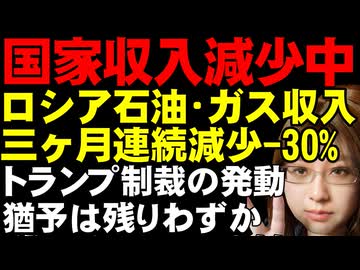 国家収入減少中
ロシア石油・ガス収入
三ヶ月連続減少-30%
トランプ制裁の発動
猶予は残りわずか